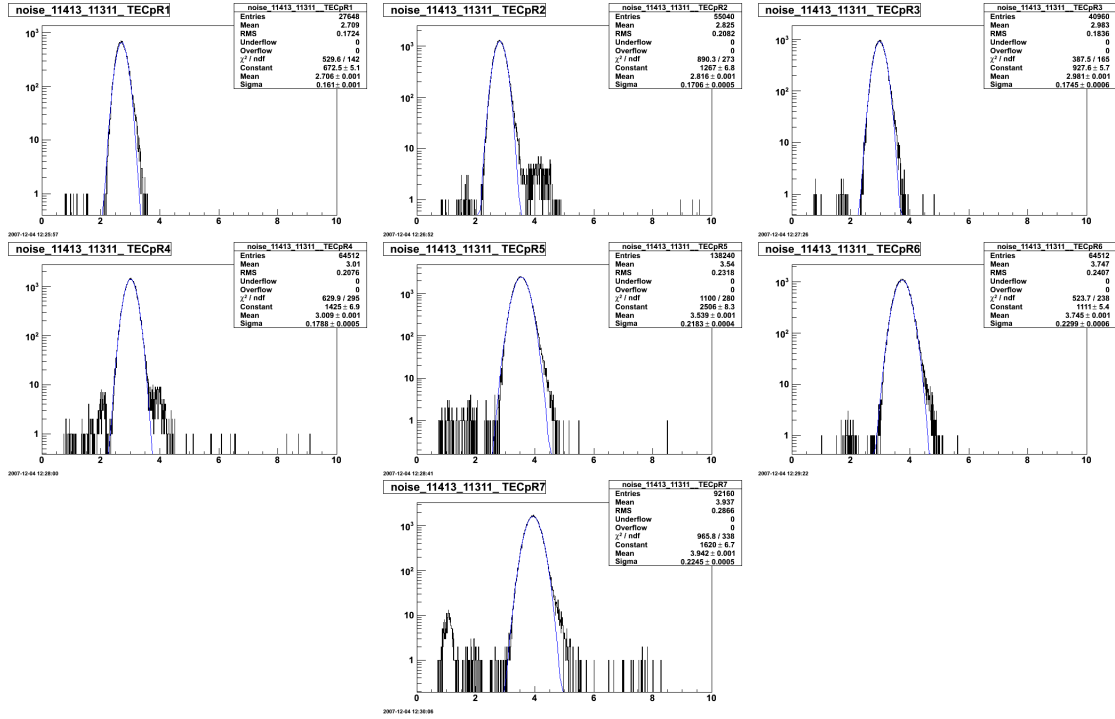 noise_11413_11311_ TECpR1
noise_11413_11311__TECpR1
Entries 27648
Mean 2.709
RMS 0.1724
Underflow 0
Overflow 0
χ² / ndf 529.6 / 142
Constant 672.5 ± 5.1
Mean 2.706 ± 0.001
Sigma 0.161 ± 0.001
10³
10²
10
1
0 2 4 6 8 10
2007-12-04 12:25:57
noise_11413_11311_ TECpR2
noise_11413_11311__TECpR2
Entries 55040
Mean 2.825
RMS 0.2082
Underflow 0
Overflow 0
χ² / ndf 890.3 / 273
Constant 1267 ± 6.8
Mean 2.816 ± 0.001
Sigma 0.1706 ± 0.0005
10³
10²
10
1
0 2 4 6 8 10
2007-12-04 12:26:52
noise_11413_11311_ TECpR3
noise_11413_11311__TECpR3
Entries 40960
Mean 2.983
RMS 0.1836
Underflow 0
Overflow 0
χ² / ndf 387.5 / 165
Constant 927.6 ± 5.7
Mean 2.981 ± 0.001
Sigma 0.1745 ± 0.0006
10³
10²
10
1
0 2 4 6 8 10
2007-12-04 12:27:26
noise_11413_11311_ TECpR4
noise_11413_11311__TECpR4
Entries 64512
Mean 3.01
RMS 0.2076
Underflow 0
Overflow 0
χ² / ndf 629.9 / 295
Constant 1425 ± 6.9
Mean 3.009 ± 0.001
Sigma 0.1788 ± 0.0005
10³
10²
10
1
0 2 4 6 8 10
2007-12-04 12:28:00
noise_11413_11311_ TECpR5
noise_11413_11311__TECpR5
Entries 138240
Mean 3.54
RMS 0.2318
Underflow 0
Overflow 0
χ² / ndf 1100 / 280
Constant 2506 ± 8.3
Mean 3.539 ± 0.001
Sigma 0.2183 ± 0.0004
10³
10²
10
1
0 2 4 6 8 10
2007-12-04 12:28:41
noise_11413_11311_ TECpR6
noise_11413_11311__TECpR6
Entries 64512
Mean 3.747
RMS 0.2407
Underflow 0
Overflow 0
χ² / ndf 523.7 / 238
Constant 1111 ± 5.4
Mean 3.745 ± 0.001
Sigma 0.2299 ± 0.0006
10³
10²
10
1
0 2 4 6 8 10
2007-12-04 12:29:22
noise_11413_11311_ TECpR7
noise_11413_11311__TECpR7
Entries 92160
Mean 3.937
RMS 0.2866
Underflow 0
Overflow 0
χ² / ndf 965.8 / 338
Constant 1620 ± 6.7
Mean 3.942 ± 0.001
Sigma 0.2245 ± 0.0005
10³
10²
10
1
0 2 4 6 8 10
2007-12-04 12:30:06